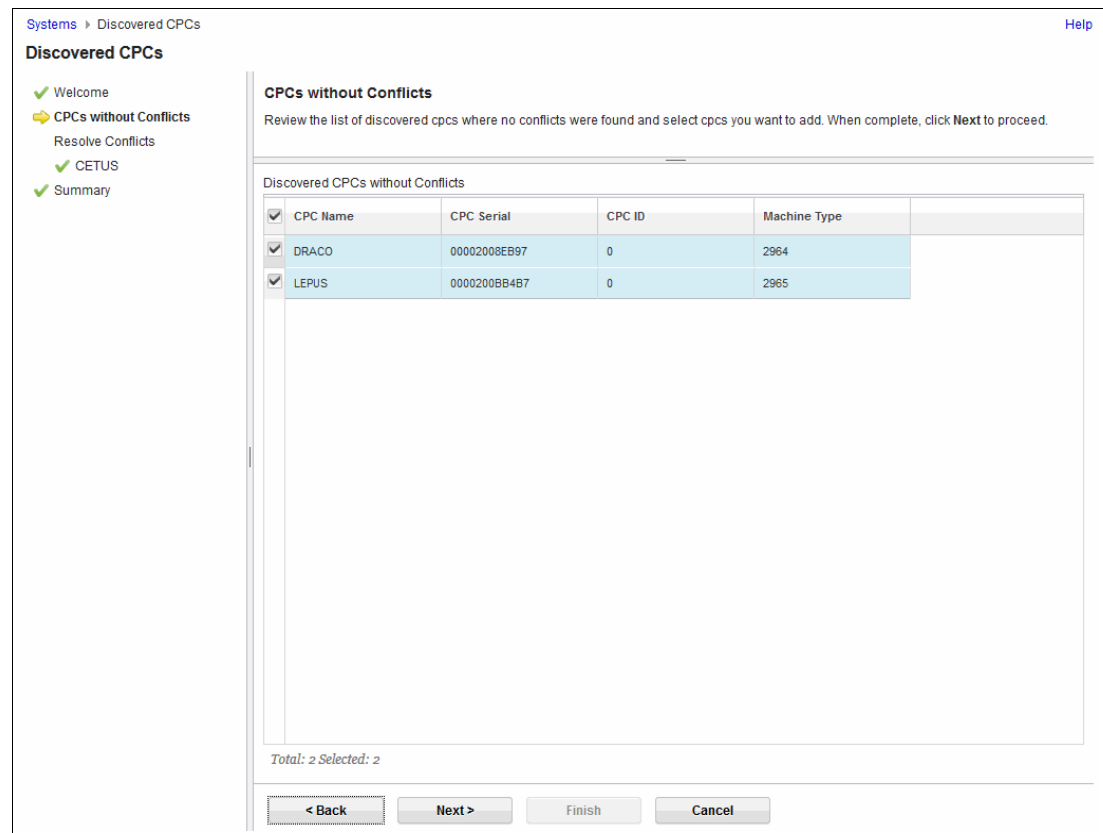 Systems Discovered CPCs
Help
Discovered CPCs
Welcome
CPCs without Conflicts
Resolve Conflicts
CETUS
Summary
CPCs without Conflicts
Review the list of discovered cpcs where no conflicts were found and select cpcs you want to add. When complete, click Next to proceed.
Discovered CPCs without Conflicts
CPC Name CPC Serial CPC ID Machine Type
DRACO 00002008EB97 0 2964
LEPUS 0000200BB4B7 0 2965
Total: 2 Selected: 2
< Back Next > Finish Cancel